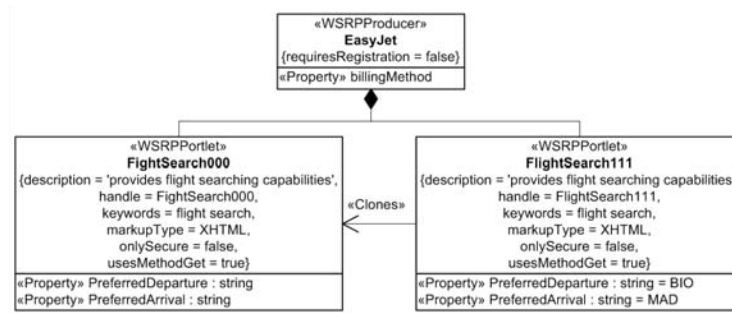 «WSRPProducer»
EasyJet
{requiresRegistration = false}
«Property» billingMethod
«WSRPPortlet»
FightSearch000
{description = 'provides flight searching capabilities',
handle = FightSearch000,
keywords = flight search,
markupType = XHTML,
onlySecure = false,
usesMethodGet = true}
«Property» PreferredDeparture : string
«Property» PreferredArrival : string
«Clones»
«WSRPPortlet»
FlightSearch111
{description = 'provides flight searching capabilities
handle = FlightSearch111,
keywords = flight search,
markupType = XHTML,
onlySecure = false,
usesMethodGet = true}
«Property» PreferredDeparture : string = BIO
«Property» PreferredArrival : string = MAD